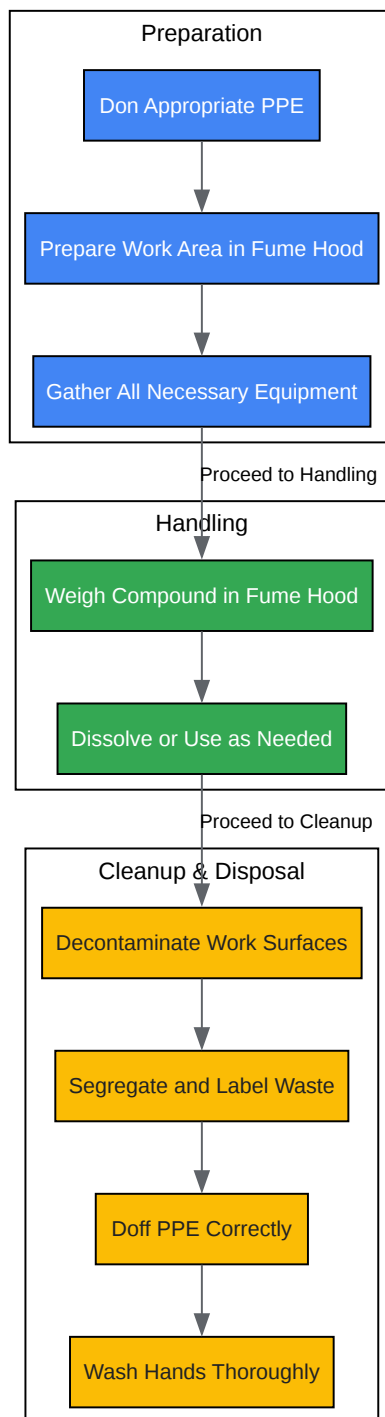 Preparation
Don Appropriate PPE
Prepare Work Area in Fume Hood
Gather All Necessary Equipment
Proceed to Handling
Handling
Weigh Compound in Fume Hood
Dissolve or Use as Needed
Proceed to Cleanup
Cleanup & Disposal
Decontaminate Work Surfaces
Segregate and Label Waste
Doff PPE Correctly
Wash Hands Thoroughly